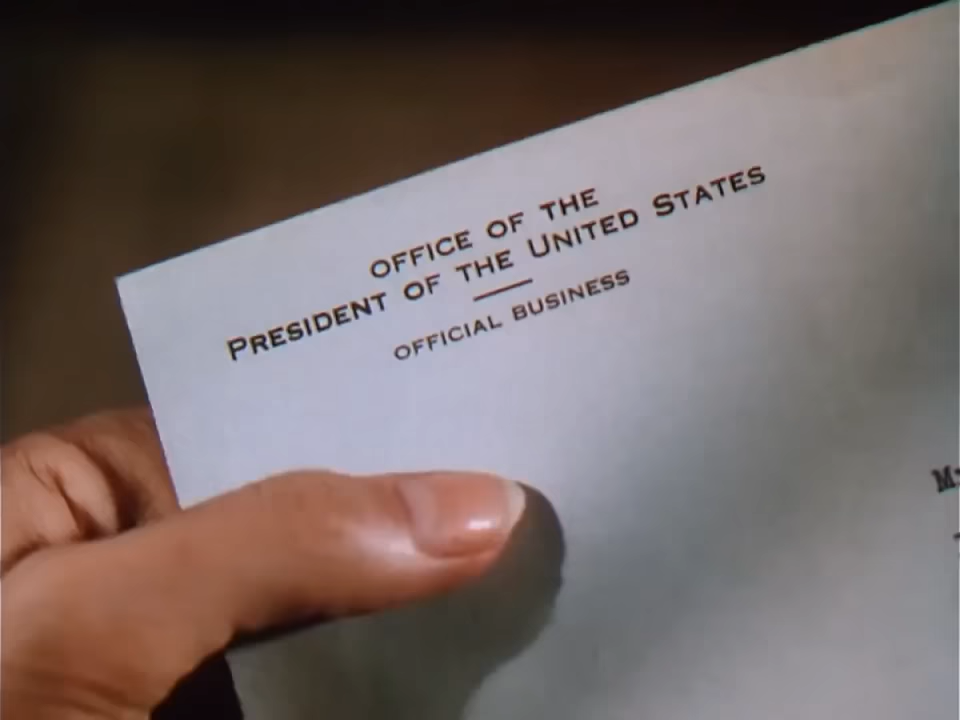 OFFICE OF THE
PRESIDENT OF THE UNITED STATES
OFFICIAL BUSINESS